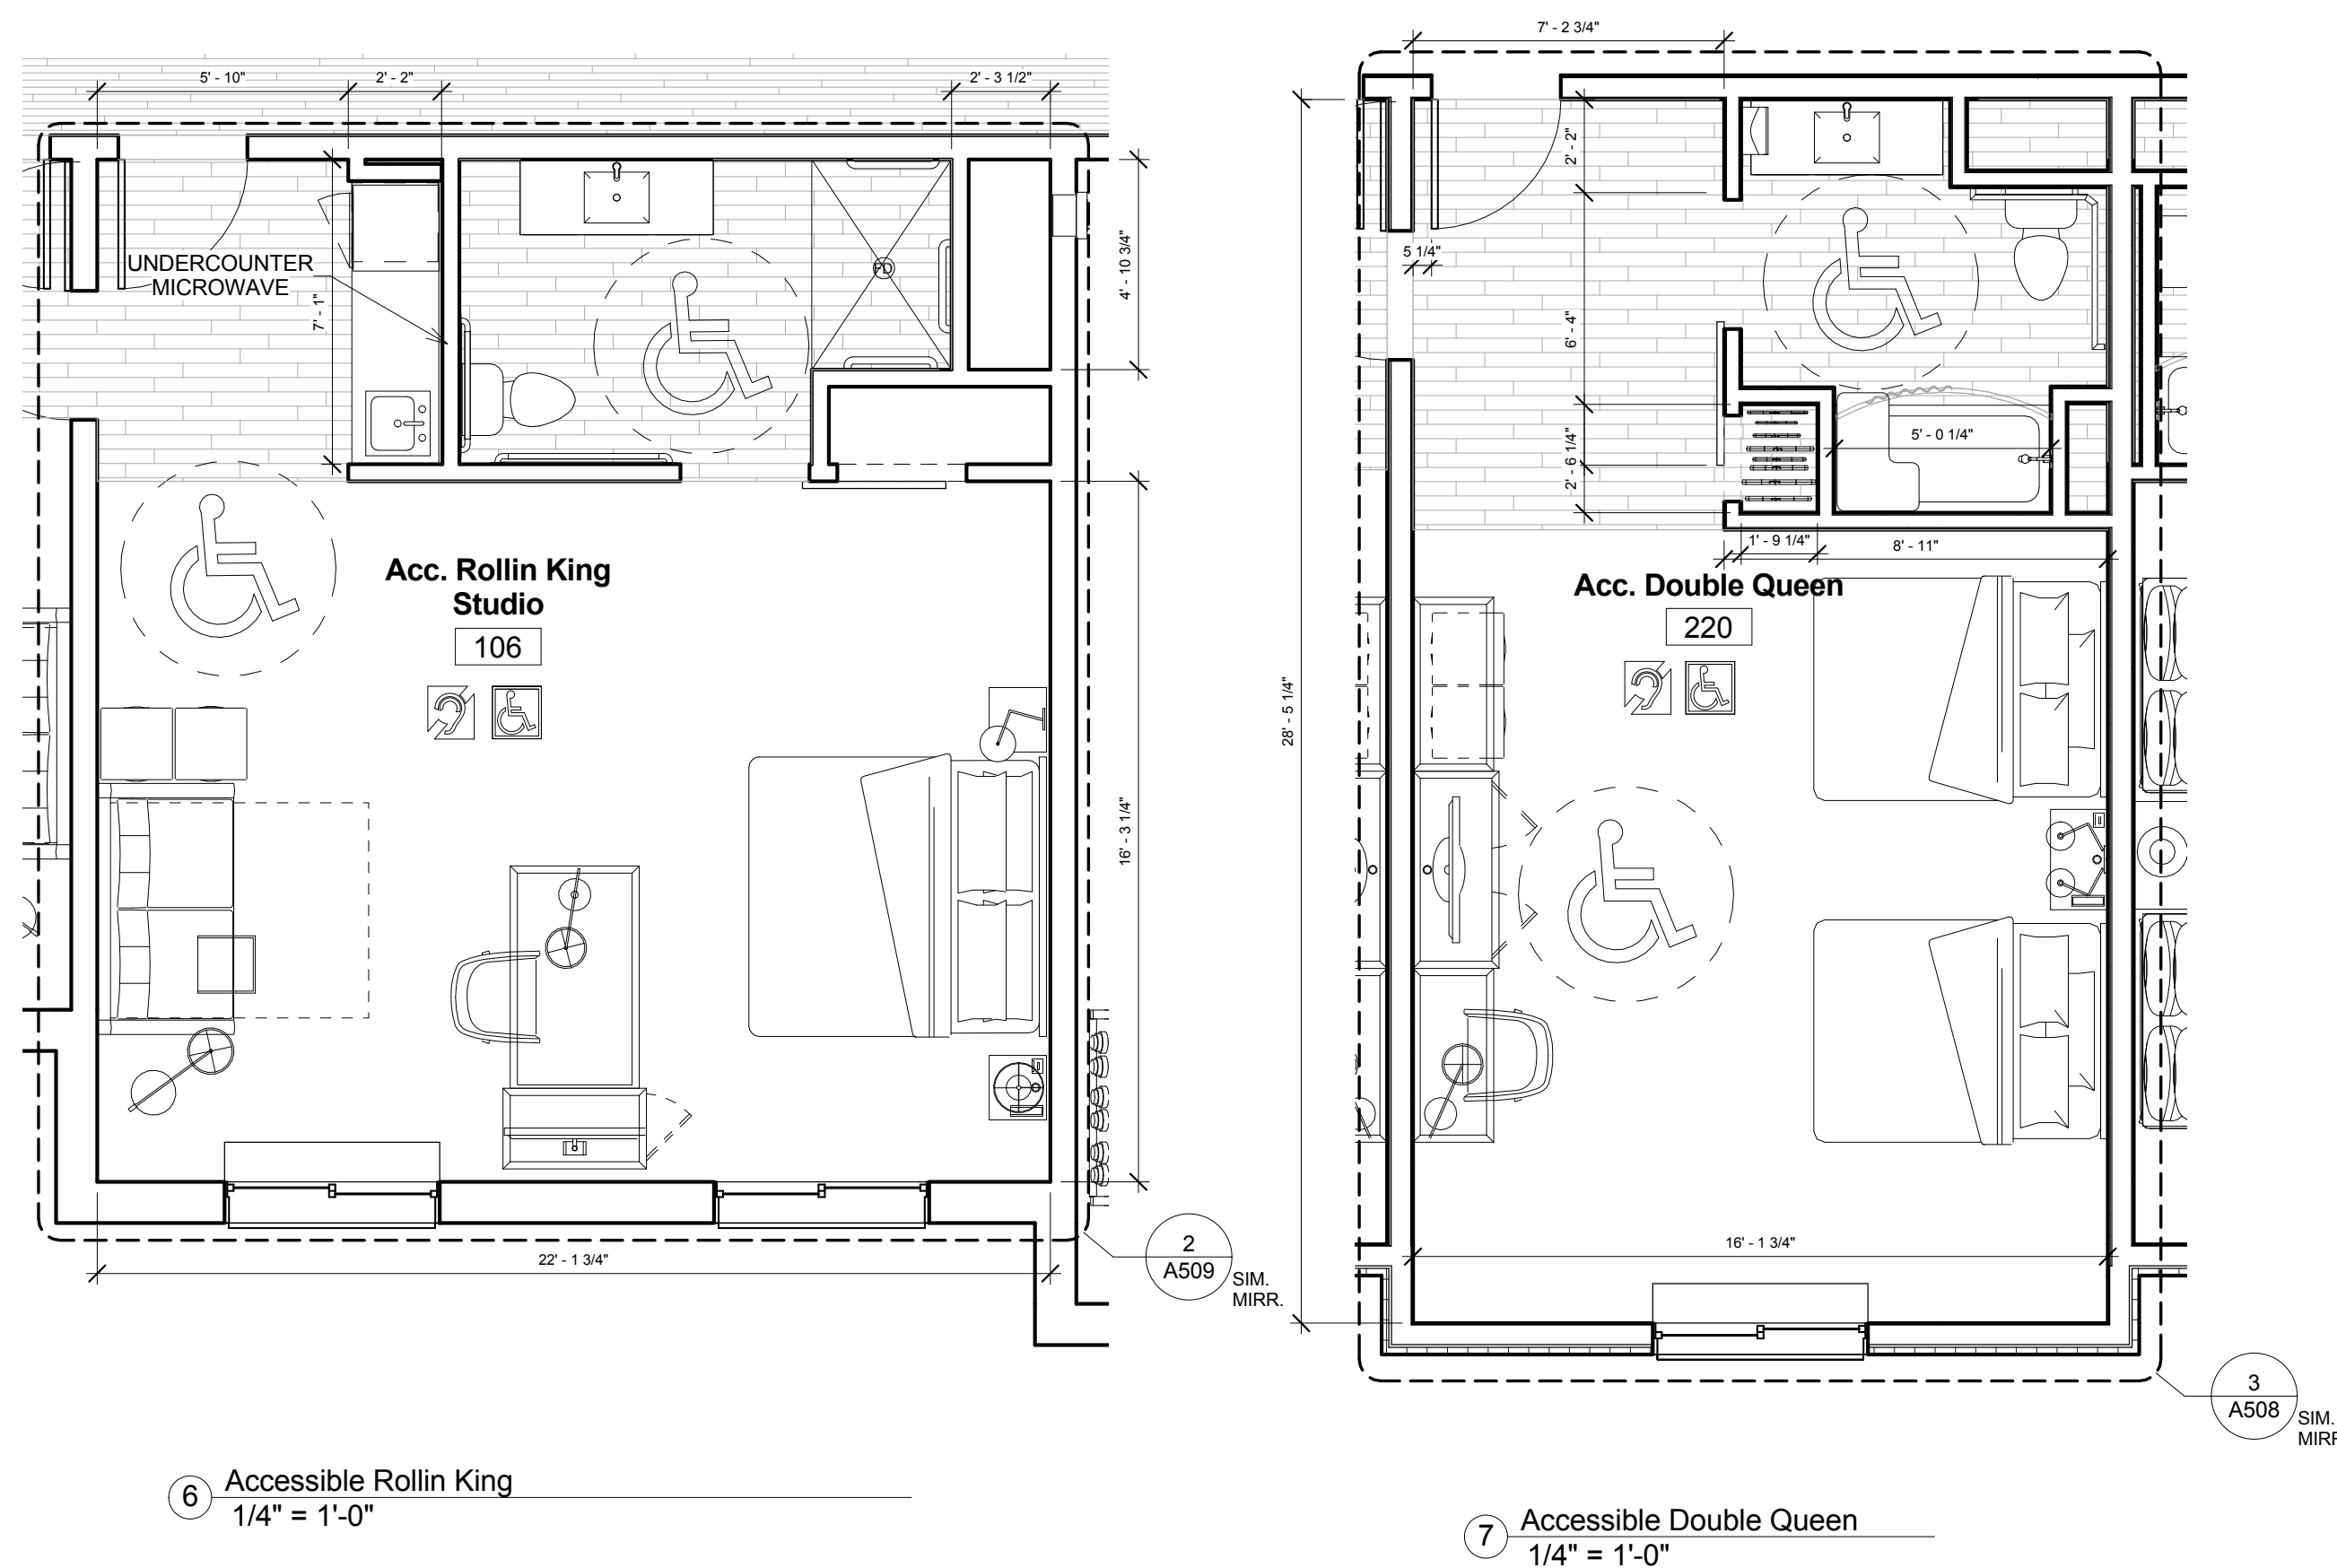 5' - 10"
2' - 2"
2' - 3 1/2"
UNDERCOUNTER
MICROWAVE
7' - 1"
FD
4' - 10 3/4"
Acc. Rollin King
Studio
106
16' - 3 1/4"
22' - 1 3/4"
2
A509
SIM.
MIRR.
6
Accessible Rollin King
1/4" = 1'-0"
7' - 2 3/4"
2' - 2"
5 1/4"
6' - 4"
2' - 6 1/4"
5' - 0 1/4"
1' - 9 1/4"
8' - 11"
Acc. Double Queen
220
28' - 5 1/4"
16' - 1 3/4"
3
A508
SIM.
7
Accessible Double Queen
1/4" = 1'-0"